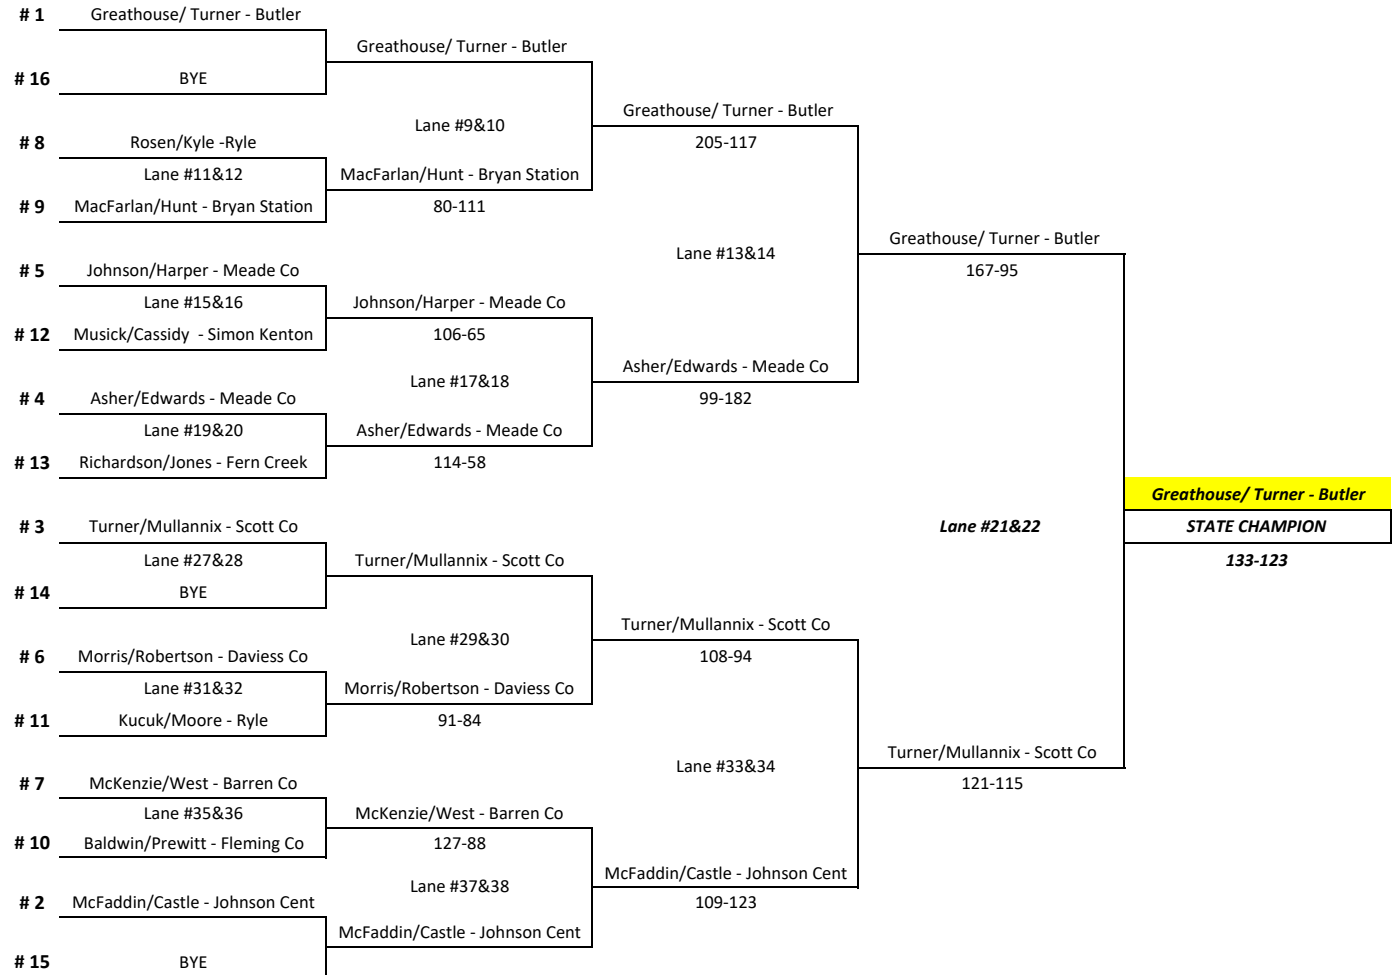 # 1 Greathouse/ Turner - Butler
Greathouse/ Turner - Butler
# 16 BYE
Greathouse/ Turner - Butler
Lane #9&10
# 8 Rosen/Kyle -Ryle 205-117
Lane #11&12 MacFarlan/Hunt - Bryan Station
# 9 MacFarlan/Hunt - Bryan Station 80-111
Greathouse/ Turner - Butler
Lane #13&14
# 5 Johnson/Harper - Meade Co 167-95
Lane #15&16 Johnson/Harper - Meade Co
# 12 Musick/Cassidy - Simon Kenton 106-65
Asher/Edwards - Meade Co
Lane #17&18
# 4 Asher/Edwards - Meade Co 99-182
Lane #19&20 Asher/Edwards - Meade Co
# 13 Richardson/Jones - Fern Creek 114-58
Greathouse/ Turner - Butler
# 3 Turner/Mullannix - Scott Co Lane #21&22 STATE CHAMPION
Lane #27&28 Turner/Mullannix - Scott Co 133-123
# 14 BYE
Turner/Mullannix - Scott Co
Lane #29&30
# 6 Morris/Robertson - Daviess Co 108-94
Lane #31&32 Morris/Robertson - Daviess Co
# 11 Kucuk/Moore - Ryle 91-84
Turner/Mullannix - Scott Co
Lane #33&34
# 7 McKenzie/West - Barren Co 121-115
Lane #35&36 McKenzie/West - Barren Co
# 10 Baldwin/Prewitt - Fleming Co 127-88
McFaddin/Castle - Johnson Cent
Lane #37&38
# 2 McFaddin/Castle - Johnson Cent 109-123
McFaddin/Castle - Johnson Cent
# 15 BYE